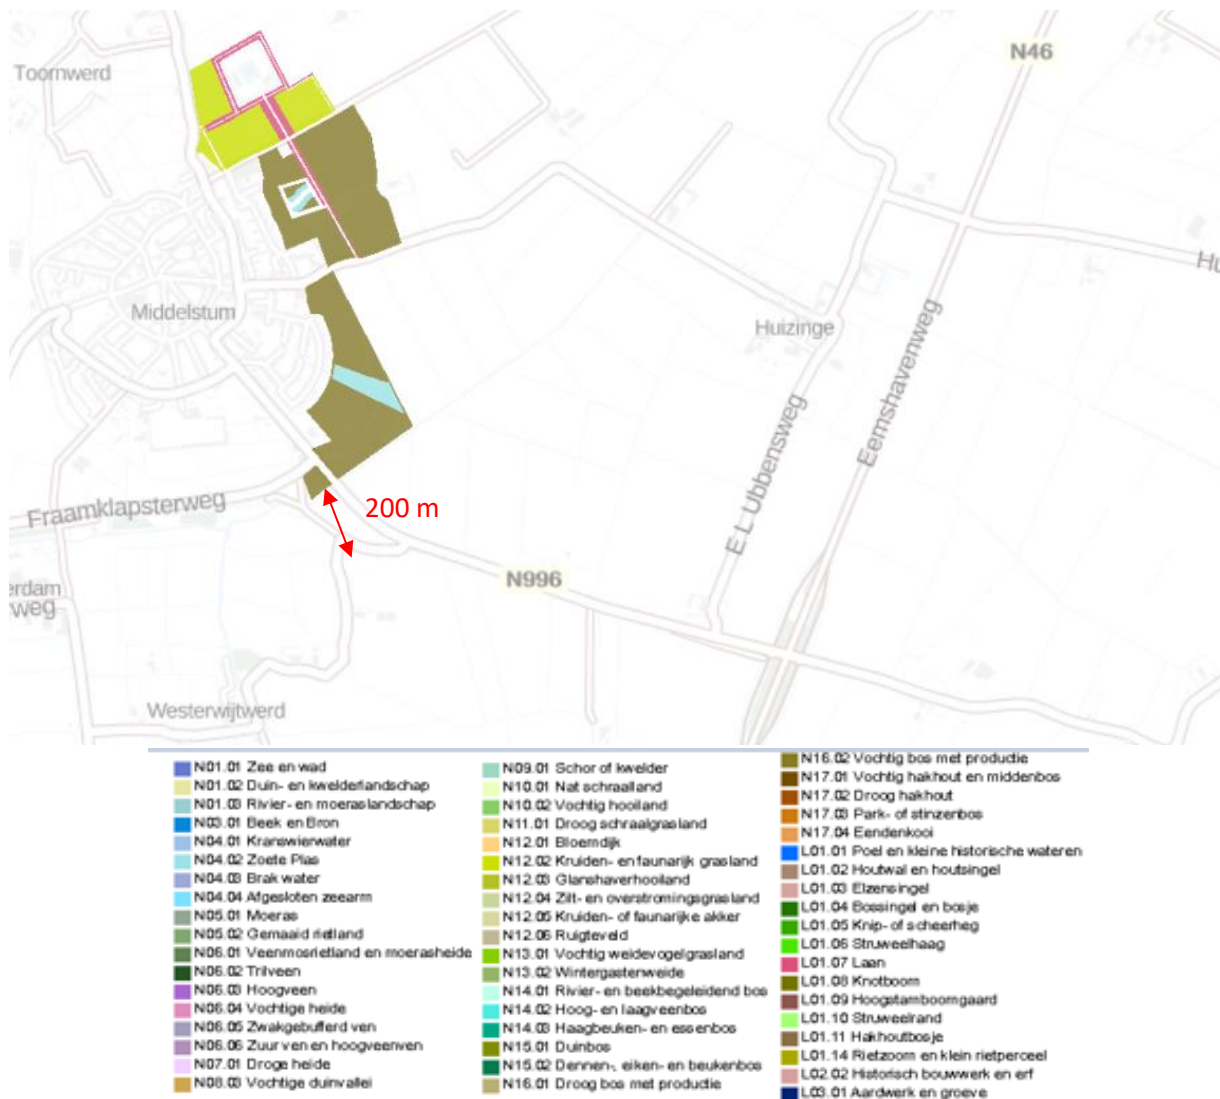 N46
Toornwerd
Hu
Middelstum
Huizinge
Eemshavenweg
E L Ubbensweg
200 m
Fraamklapsterweg
N996
erdam
weg
Westerwijtwerd
N01.01 Zee en wad
N01.02 Duin- en kwelderlandschap
N01.03 Rivier- en moeraslandschap
N03.01 Beek en Bron
N04.01 Kranswierwater
N04.02 Zoete Plas
N04.03 Brak water
N04.04 Afgesloten zeearm
N05.01 Moeras
N05.02 Gemaaid rietland
N06.01 Veenmosrietland en moerasheide
N06.02 Trilveen
N06.03 Hoogveen
N06.04 Vochtige heide
N06.05 Zwakgebufferd ven
N06.06 Zuur ven en hoogveenven
N07.01 Droge heide
N08.03 Vochtige duinvallei
N09.01 Schor of kwelder
N10.01 Nat schraalland
N10.02 Vochtig hooiland
N11.01 Droog schraalgrasland
N12.01 Bloemdijk
N12.02 Kruiden- en faunarijk grasland
N12.03 Glanshaverhooiland
N12.04 Zilt- en overstromingsgrasland
N12.05 Kruiden- of faunarijke akker
N12.06 Ruigteveld
N13.01 Vochtig weidevogelgrasland
N13.02 Wintergastenweide
N14.01 Rivier- en beekbegeleidend bos
N14.02 Hoog- en laagveenbos
N14.03 Haagbeuken- en essenbos
N15.01 Duinbos
N15.02 Dennen-, eiken- en beukenbos
N16.01 Droog bos met productie
N16.02 Vochtig bos met productie
N17.01 Vochtig hakhout en middenbos
N17.02 Droog hakhout
N17.03 Park- of stinzenbos
N17.04 Eendenkooi
L01.01 Poel en kleine historische wateren
L01.02 Houtwal en houtsingel
L01.03 Elzensingel
L01.04 Bossingel en bosje
L01.05 Knip- of scheerheg
L01.06 Struweelhaag
L01.07 Laan
L01.08 Knotboom
L01.09 Hoogstamboomgaard
L01.10 Struweelrand
L01.11 Hakhoutbosje
L01.14 Rietzoom en klein rietperceel
L02.02 Historisch bouwwerk en erf
L03.01 Aardwerk en groeve